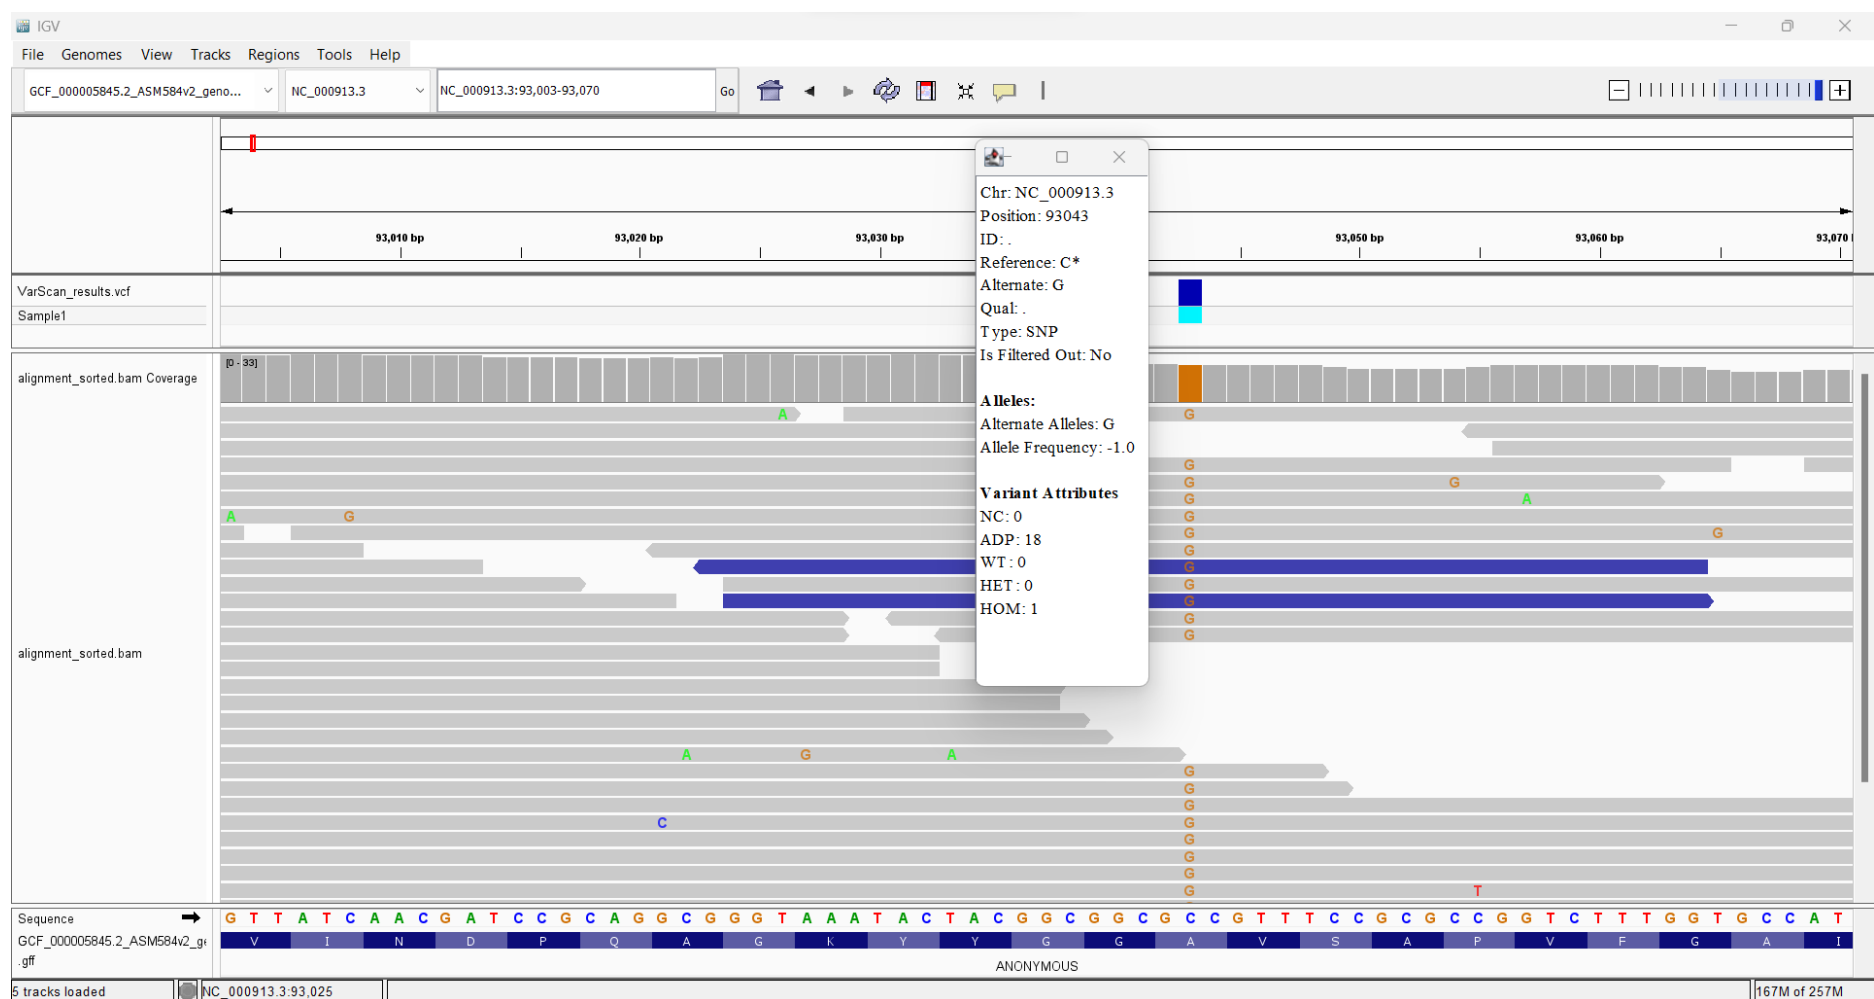 IGV
File Genomes View Tracks Regions Tools Help
GCF_000005845.2_ASM584v2_geno... NC_000913.3 NC_000913.3:93,003-93,070 Go
Chr: NC_000913.3
Position: 93043
ID: .
Reference: C*
Alternate: G
Qual: .
Type: SNP
Is Filtered Out: No
Alleles:
Alternate Alleles: G
Allele Frequency: -1.0
Variant Attributes
NC: 0
ADP: 18
WT: 0
HET: 0
HOM: 1
93,010 bp 93,020 bp 93,030 bp 93,050 bp 93,060 bp 93,070
VarScan_results.vcf
Sample1
[0 - 33]
alignment_sorted.bam Coverage
A G
G
G G
G A
A G G
G G
G
G
G
G
G
G
alignment_sorted.bam
A G A
G
G
G
C G
G
G
G
G T
Sequence G T T A T C A A C G A T C C G C A G G C G G G T A A A T A C T A C G G C G G C G C C G T T T C C G C G C C G G T C T T T G G T G C C A T
GCF_000005845.2_ASM584v2_ge V I N D P Q A G K Y Y G G A V S A P V F G A I
.gff
ANONYMOUS
5 tracks loaded NC_000913.3:93,025 167M of 257M